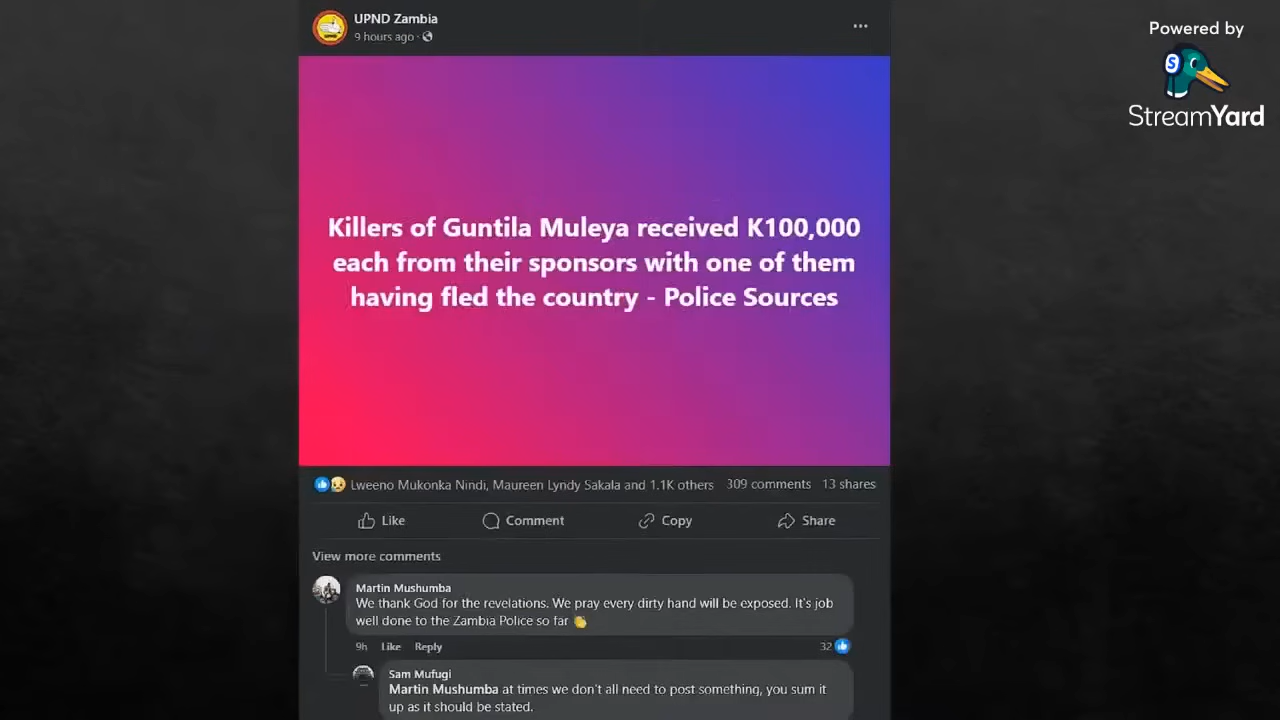 UPND Zambia
9 hours ago ·
Powered by
S
StreamYard
Killers of Guntila Muleya received K100,000
each from their sponsors with one of them
having fled the country - Police Sources
Lweeno Mukonka Nindi, Maureen Lyndy Sakala and 1.1K others 309 comments 13 shares
Like Comment Copy Share
View more comments
Martin Mushumba
We thank God for the revelations. We pray every dirty hand will be exposed. It's job
well done to the Zambia Police so far
9h Like Reply 32
Sam Mufugi
Martin Mushumba at times we don't all need to post something, you sum it
up as it should be stated.